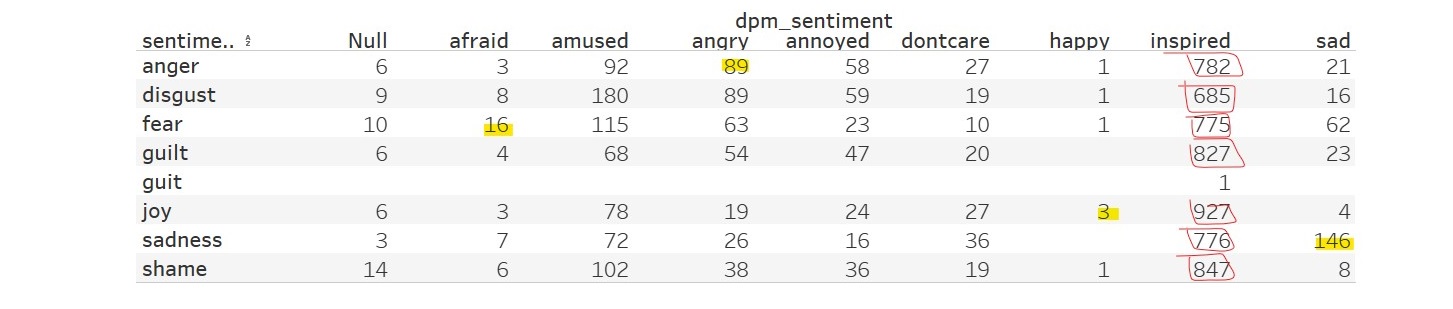 dpm_sentiment
sentime.. Null afraid amused angry annoyed dontcare happy inspired sad
anger 6 3 92 89 58 27 1 782 21
disgust 9 8 180 89 59 19 1 685 16
fear 10 16 115 63 23 10 1 775 62
guilt 6 4 68 54 47 20 827 23
guit 1
joy 6 3 78 19 24 27 3 927 4
sadness 3 7 72 26 16 36 776 146
shame 14 6 102 38 36 19 1 847 8